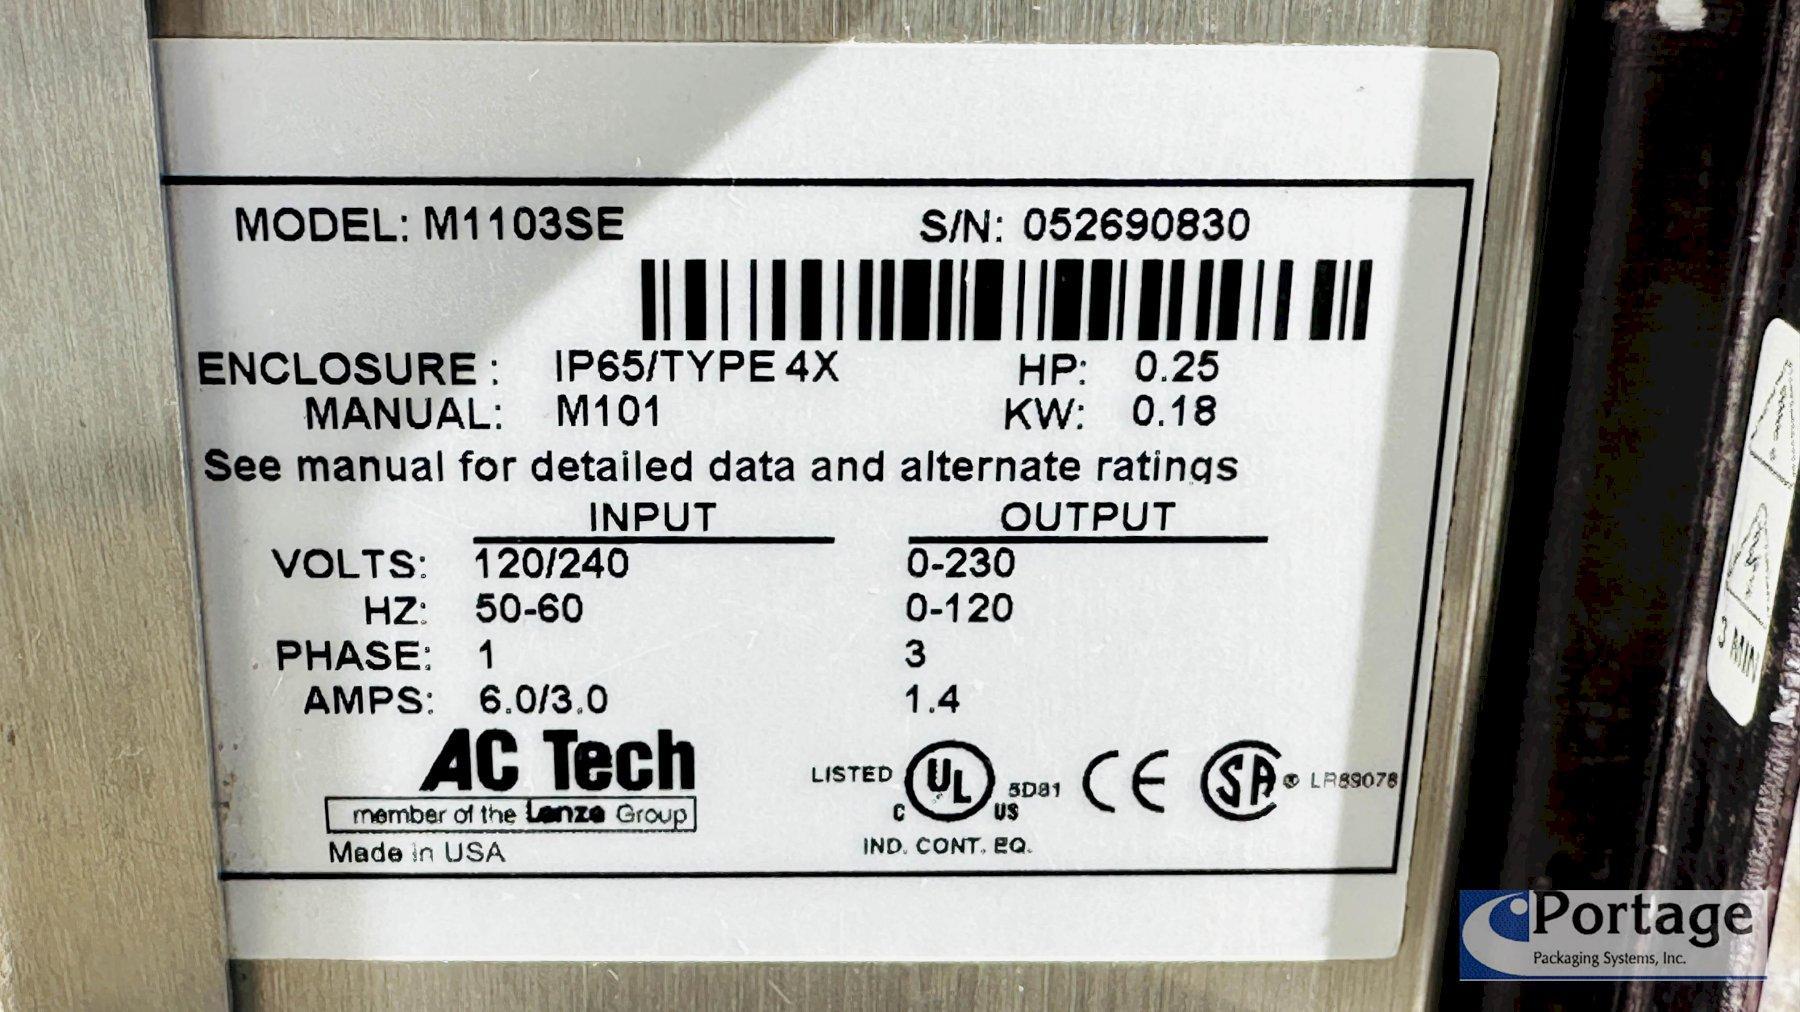 MODEL: M1103SE S/N: 052690830
ENCLOSURE: IP65/TYPE 4X HP: 0.25
MANUAL: M101 KW: 0.18
See manual for detailed data and alternate ratings
INPUT OUTPUT
VOLTS: 120/240 0-230
HZ: 50-60 0-120
PHASE: 1 3
AMPS: 6.0/3.0 1.4
AC Tech
member of the Lenze Group
Made in USA
LISTED C UL US 5D81 CE SA ® LR89078
IND. CONT. EQ.
3 MIN
Portage
Packaging Systems, Inc.